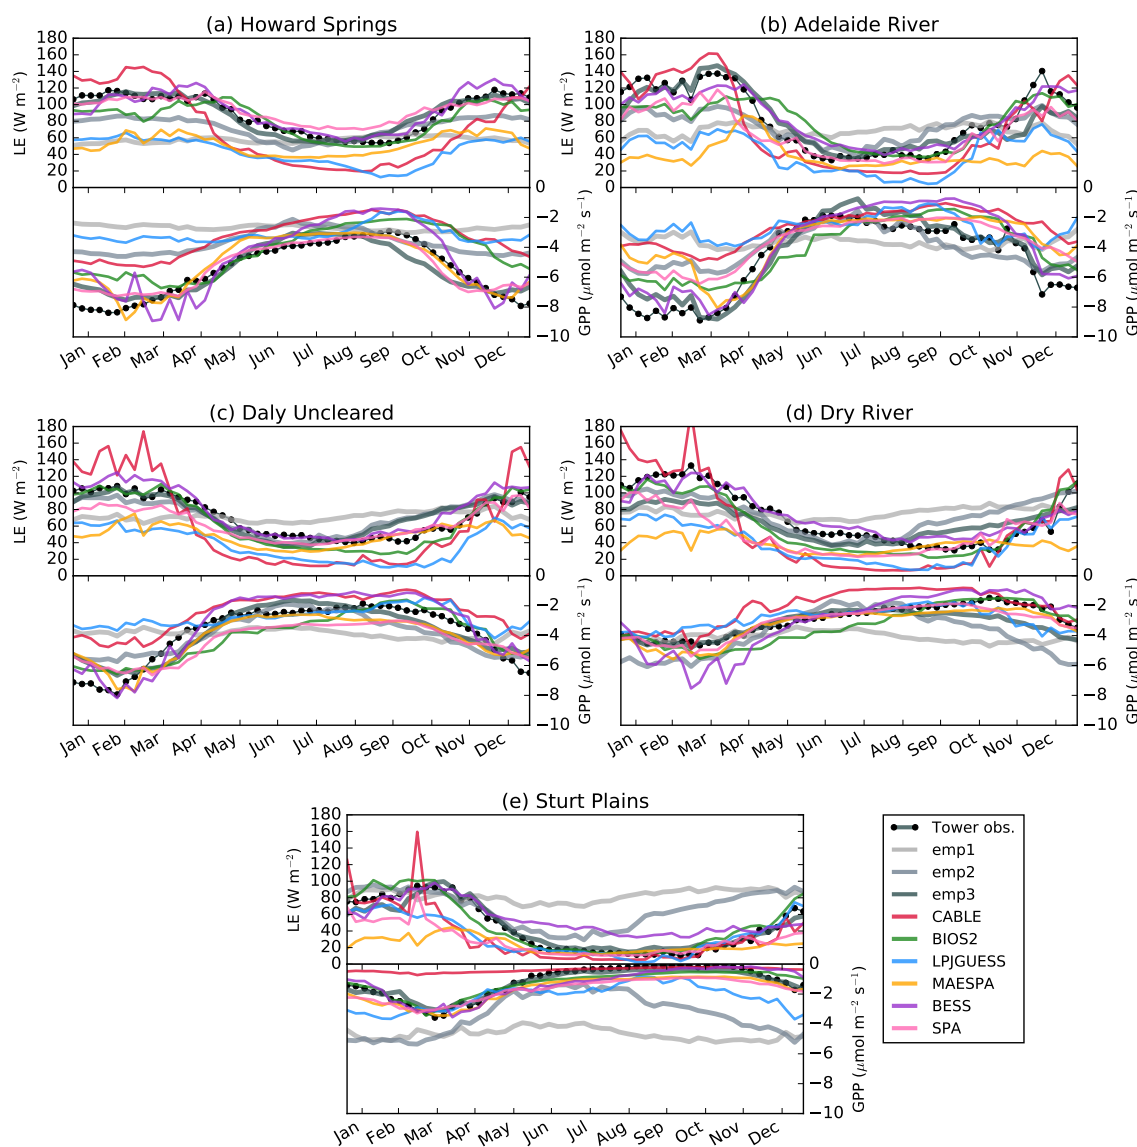 (a) Howard Springs
180
160
140
120
100
80
60
40
20
0
LE (W m−2)
0
−2
−4
−6
−8
−10
GPP (μmol m−2 s−1)
Jan Feb Mar Apr May Jun Jul Aug Sep Oct Nov Dec
(b) Adelaide River
180
160
140
120
100
80
60
40
20
0
LE (W m−2)
0
−2
−4
−6
−8
−10
GPP (μmol m−2 s−1)
Jan Feb Mar Apr May Jun Jul Aug Sep Oct Nov Dec
(c) Daly Uncleared
180
160
140
120
100
80
60
40
20
0
LE (W m−2)
0
−2
−4
−6
−8
−10
GPP (μmol m−2 s−1)
Jan Feb Mar Apr May Jun Jul Aug Sep Oct Nov Dec
(d) Dry River
180
160
140
120
100
80
60
40
20
0
LE (W m−2)
0
−2
−4
−6
−8
−10
GPP (μmol m−2 s−1)
Jan Feb Mar Apr May Jun Jul Aug Sep Oct Nov Dec
(e) Sturt Plains
180
160
140
120
100
80
60
40
20
0
LE (W m−2)
0
−2
−4
−6
−8
−10
GPP (μmol m−2 s−1)
Jan Feb Mar Apr May Jun Jul Aug Sep Oct Nov Dec
Tower obs.
emp1
emp2
emp3
CABLE
BIOS2
LPJGUESS
MAESPA
BESS
SPA